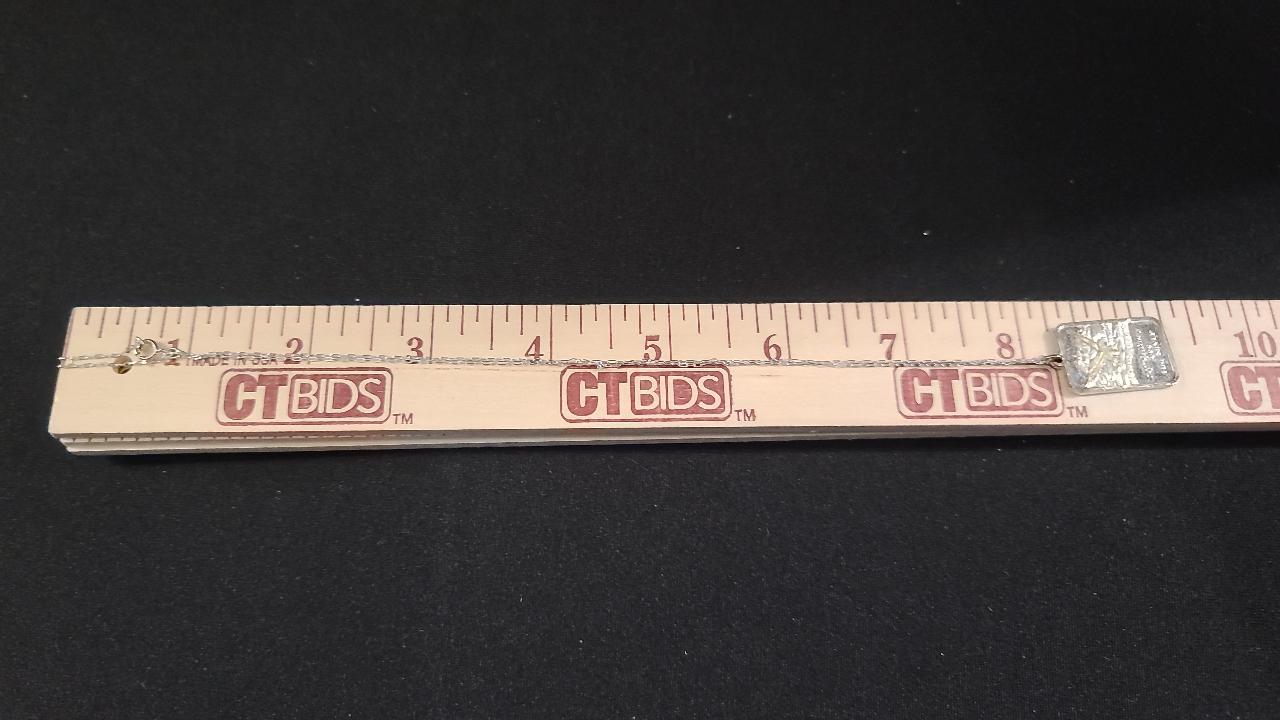 1 2 3 4 5 6 7 8 10
MADE IN USA
CTBIDS™ CTBIDS™ CTBIDS™ CT